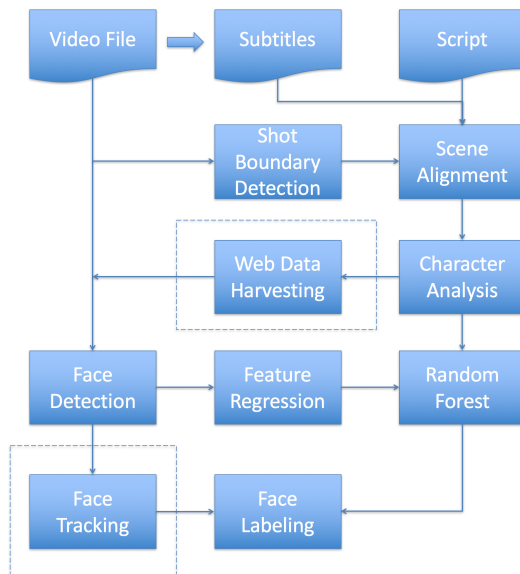 Video File
Subtitles
Script
Shot
Boundary
Detection
Scene
Alignment
Web Data
Harvesting
Character
Analysis
Face
Detection
Feature
Regression
Random
Forest
Face
Tracking
Face
Labeling